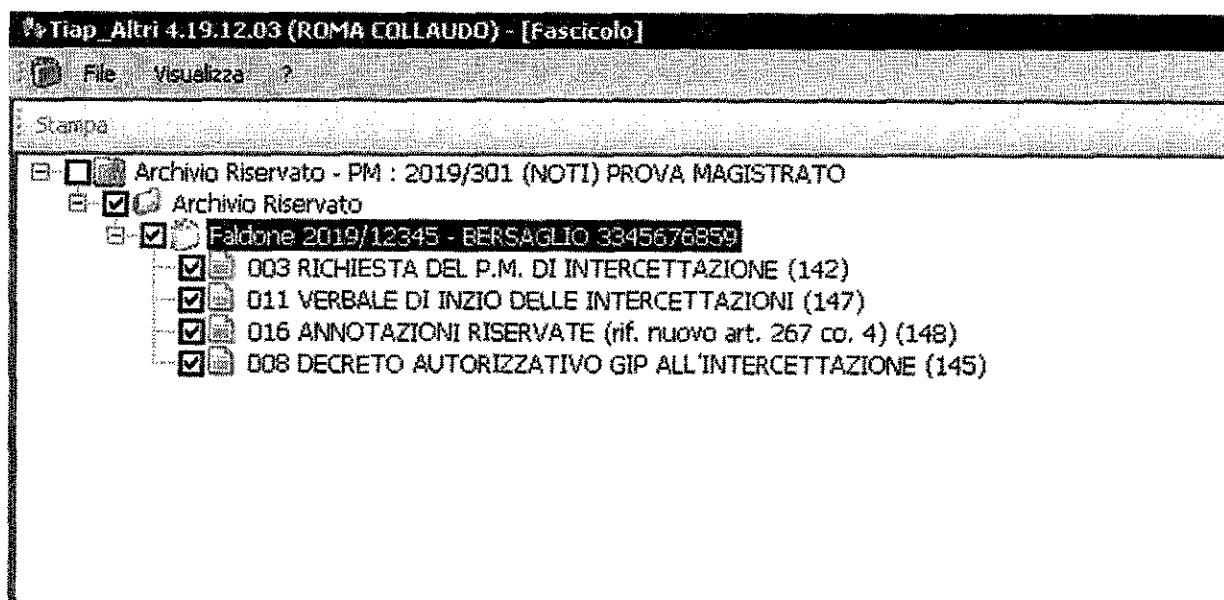 Tiap_Altri 4.19.12.03 (ROMA COLLAUDO) - [Fascicolo]
File Visualizza ?
Stampa
Archivio Riservato - PM : 2019/301 (NOTI) PROVA MAGISTRATO
Archivio Riservato
Faldone 2019/12345 - BERSAGLIO 3345676859
003 RICHIESTA DEL P.M. DI INTERCETTAZIONE (142)
011 VERBALE DI INZIO DELLE INTERCETTAZIONI (147)
016 ANNOTAZIONI RISERVATE (rif. nuovo art. 267 co. 4) (148)
008 DECRETO AUTORIZZATIVO GIP ALL'INTERCETTAZIONE (145)